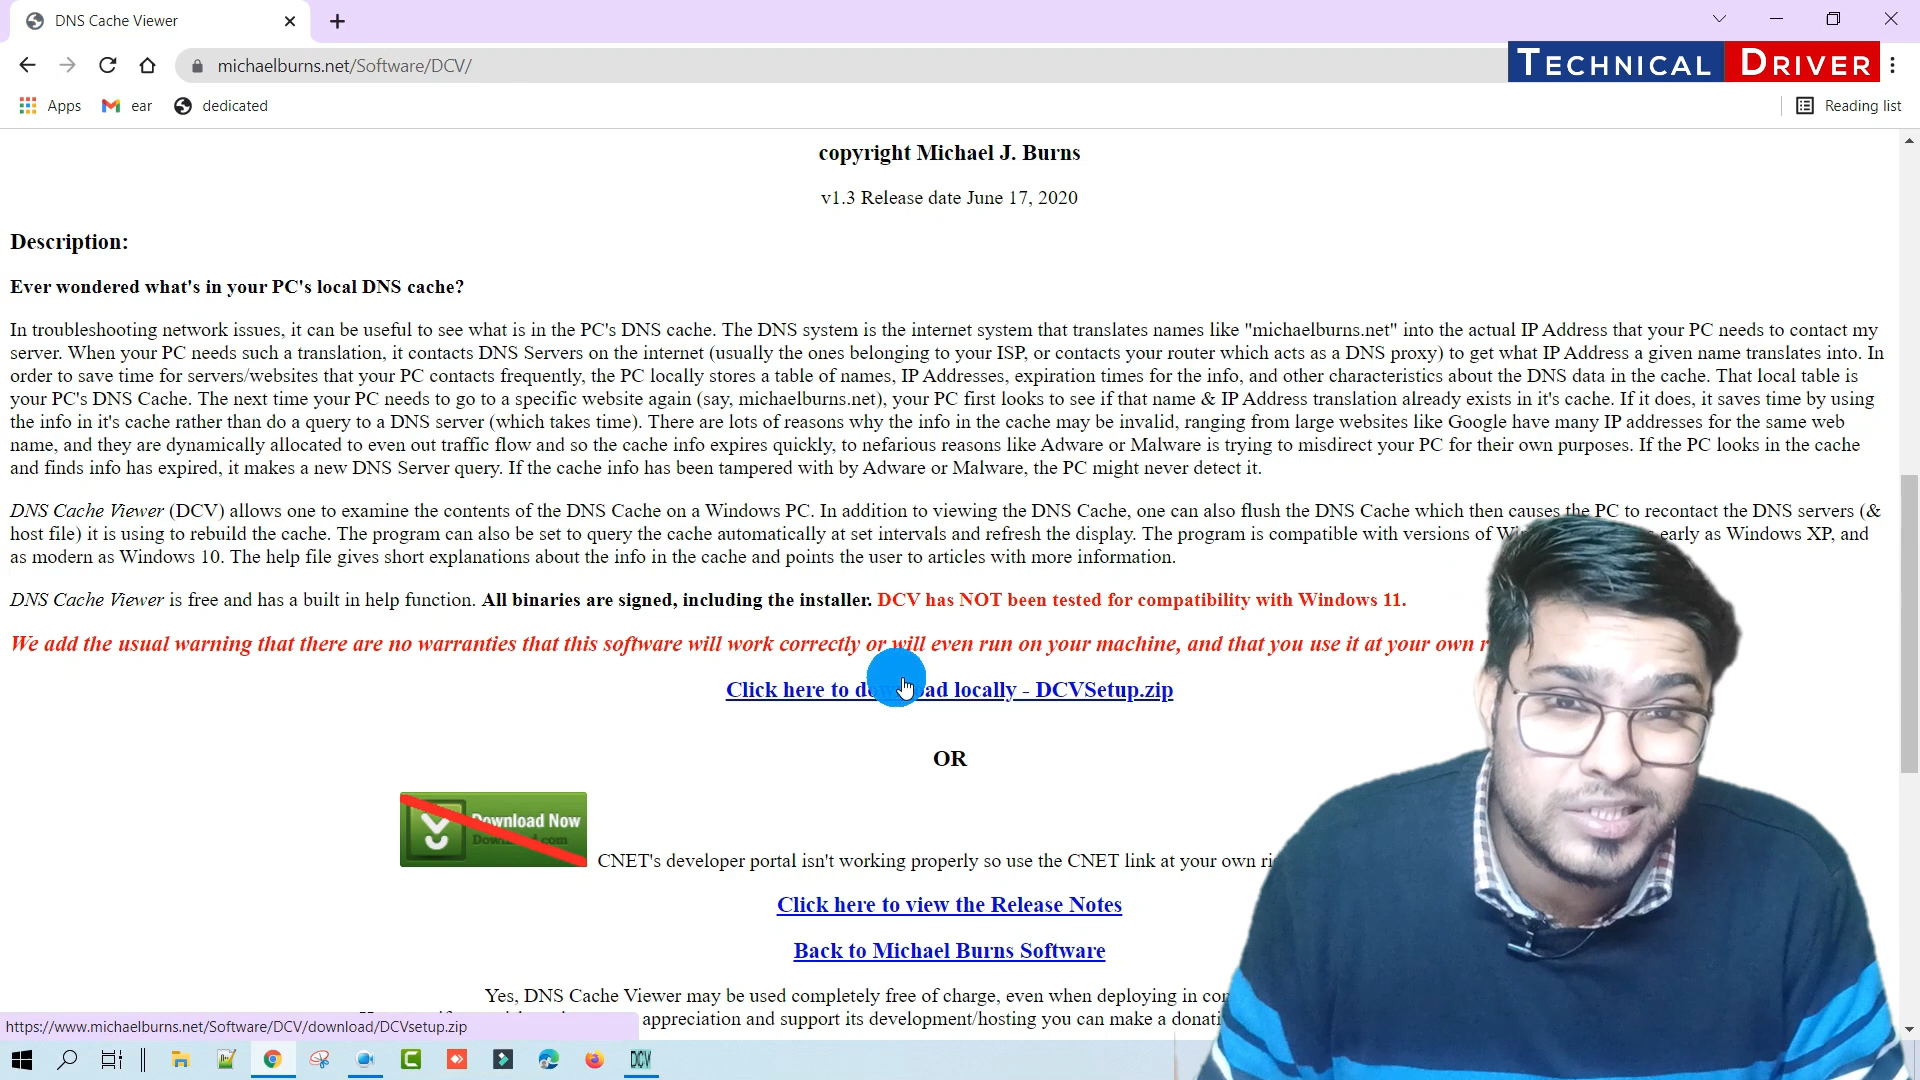 DNS Cache Viewer
michaelburns.net/Software/DCV/
TECHNICAL DRIVER
Apps
ear
dedicated
Reading list
copyright Michael J. Burns
v1.3 Release date June 17, 2020
Description:
Ever wondered what's in your PC's local DNS cache?
In troubleshooting network issues, it can be useful to see what is in the PC's DNS cache. The DNS system is the internet system that translates names like "michaelburns.net" into the actual IP Address that your PC needs to contact my
server. When your PC needs such a translation, it contacts DNS Servers on the internet (usually the ones belonging to your ISP, or contacts your router which acts as a DNS proxy) to get what IP Address a given name translates into. In
order to save time for servers/websites that your PC contacts frequently, the PC locally stores a table of names, IP Addresses, expiration times for the info, and other characteristics about the DNS data in the cache. That local table is
your PC's DNS Cache. The next time your PC needs to go to a specific website again (say, michaelburns.net), your PC first looks to see if that name & IP Address translation already exists in it's cache. If it does, it saves time by using
the info in it's cache rather than do a query to a DNS server (which takes time). There are lots of reasons why the info in the cache may be invalid, ranging from large websites like Google have many IP addresses for the same web
name, and they are dynamically allocated to even out traffic flow and so the cache info expires quickly, to nefarious reasons like Adware or Malware is trying to misdirect your PC for their own purposes. If the PC looks in the cache
and finds info has expired, it makes a new DNS Server query. If the cache info has been tampered with by Adware or Malware, the PC might never detect it.
DNS Cache Viewer (DCV) allows one to examine the contents of the DNS Cache on a Windows PC. In addition to viewing the DNS Cache, one can also flush the DNS Cache which then causes the PC to recontact the DNS servers (&
host file) it is using to rebuild the cache. The program can also be set to query the cache automatically at set intervals and refresh the display. The program is compatible with versions of early as Windows XP, and
as modern as Windows 10. The help file gives short explanations about the info in the cache and points the user to articles with more information.
DNS Cache Viewer is free and has a built in help function. All binaries are signed, including the installer. DCV has NOT been tested for compatibility with Windows 11.
We add the usual warning that there are no warranties that this software will work correctly or will even run on your machine, and that you use it at your own
Click here to download locally - DCVSetup.zip
OR
Download Now
CNET's developer portal isn't working properly so use the CNET link at your own
Click here to view the Release Notes
Back to Michael Burns Software
Yes, DNS Cache Viewer may be used completely free of charge, even when deploying in
appreciation and support its development/hosting you can make a
https://www.michaelburns.net/Software/DCV/download/DCVsetup.zip
DCV